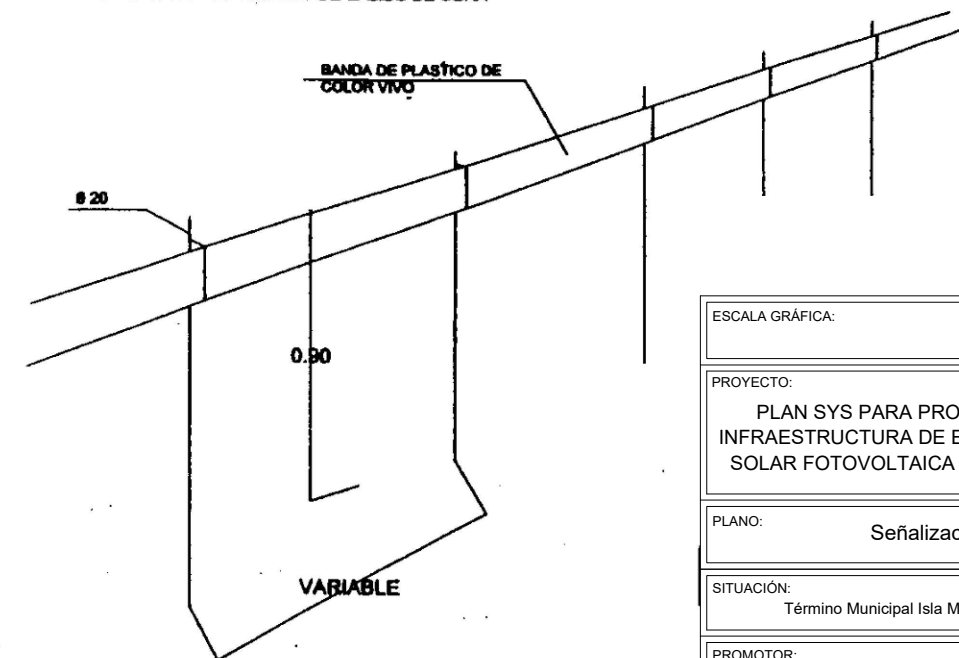 BANDA DE PLASTICO DE
COLOR VIVO
ø 20
0.90
VARIABLE
ESCALA GRÁFICA:
PROYECTO:
PLAN SYS PARA PRO
INFRAESTRUCTURA DE E
SOLAR FOTOVOLTAICA
PLANO:
Señalizac
SITUACIÓN:
Término Municipal Isla M
PROMOTOR: